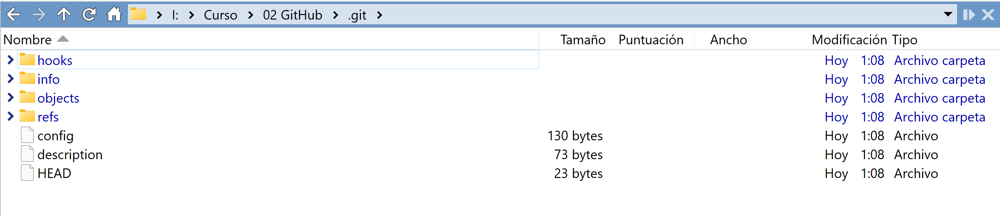 I: Curso 02 GitHub .git
Nombre Tamaño Puntuación Ancho Modificación Tipo
hooks Hoy 1:08 Archivo carpeta
info Hoy 1:08 Archivo carpeta
objects Hoy 1:08 Archivo carpeta
refs Hoy 1:08 Archivo carpeta
config 130 bytes Hoy 1:08 Archivo
description 73 bytes Hoy 1:08 Archivo
HEAD 23 bytes Hoy 1:08 Archivo